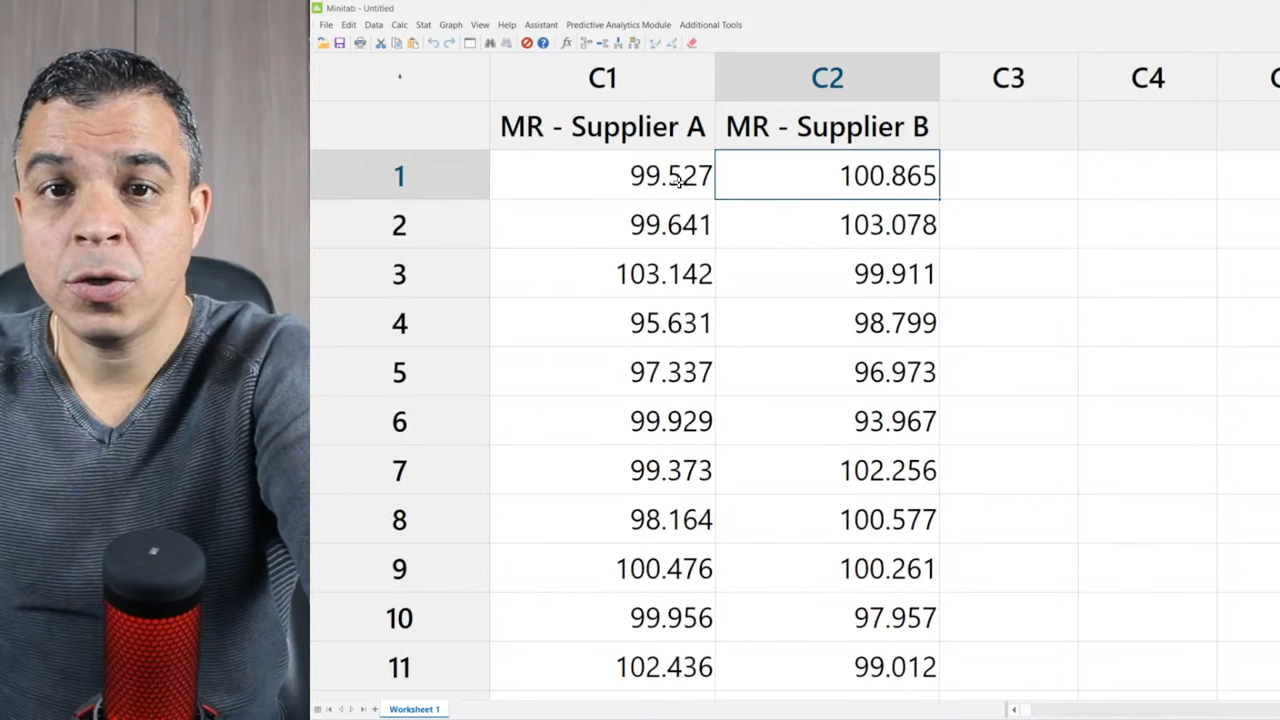 Minitab - Untitled
File Edit Data Calc Stat Graph View Help Assistant Predictive Analytics Module Additional Tools
C1 C2 C3 C4
MR - Supplier A MR - Supplier B
1 99.527 100.865
2 99.641 103.078
3 103.142 99.911
4 95.631 98.799
5 97.337 96.973
6 99.929 93.967
7 99.373 102.256
8 98.164 100.577
9 100.476 100.261
10 99.956 97.957
11 102.436 99.012
Worksheet 1